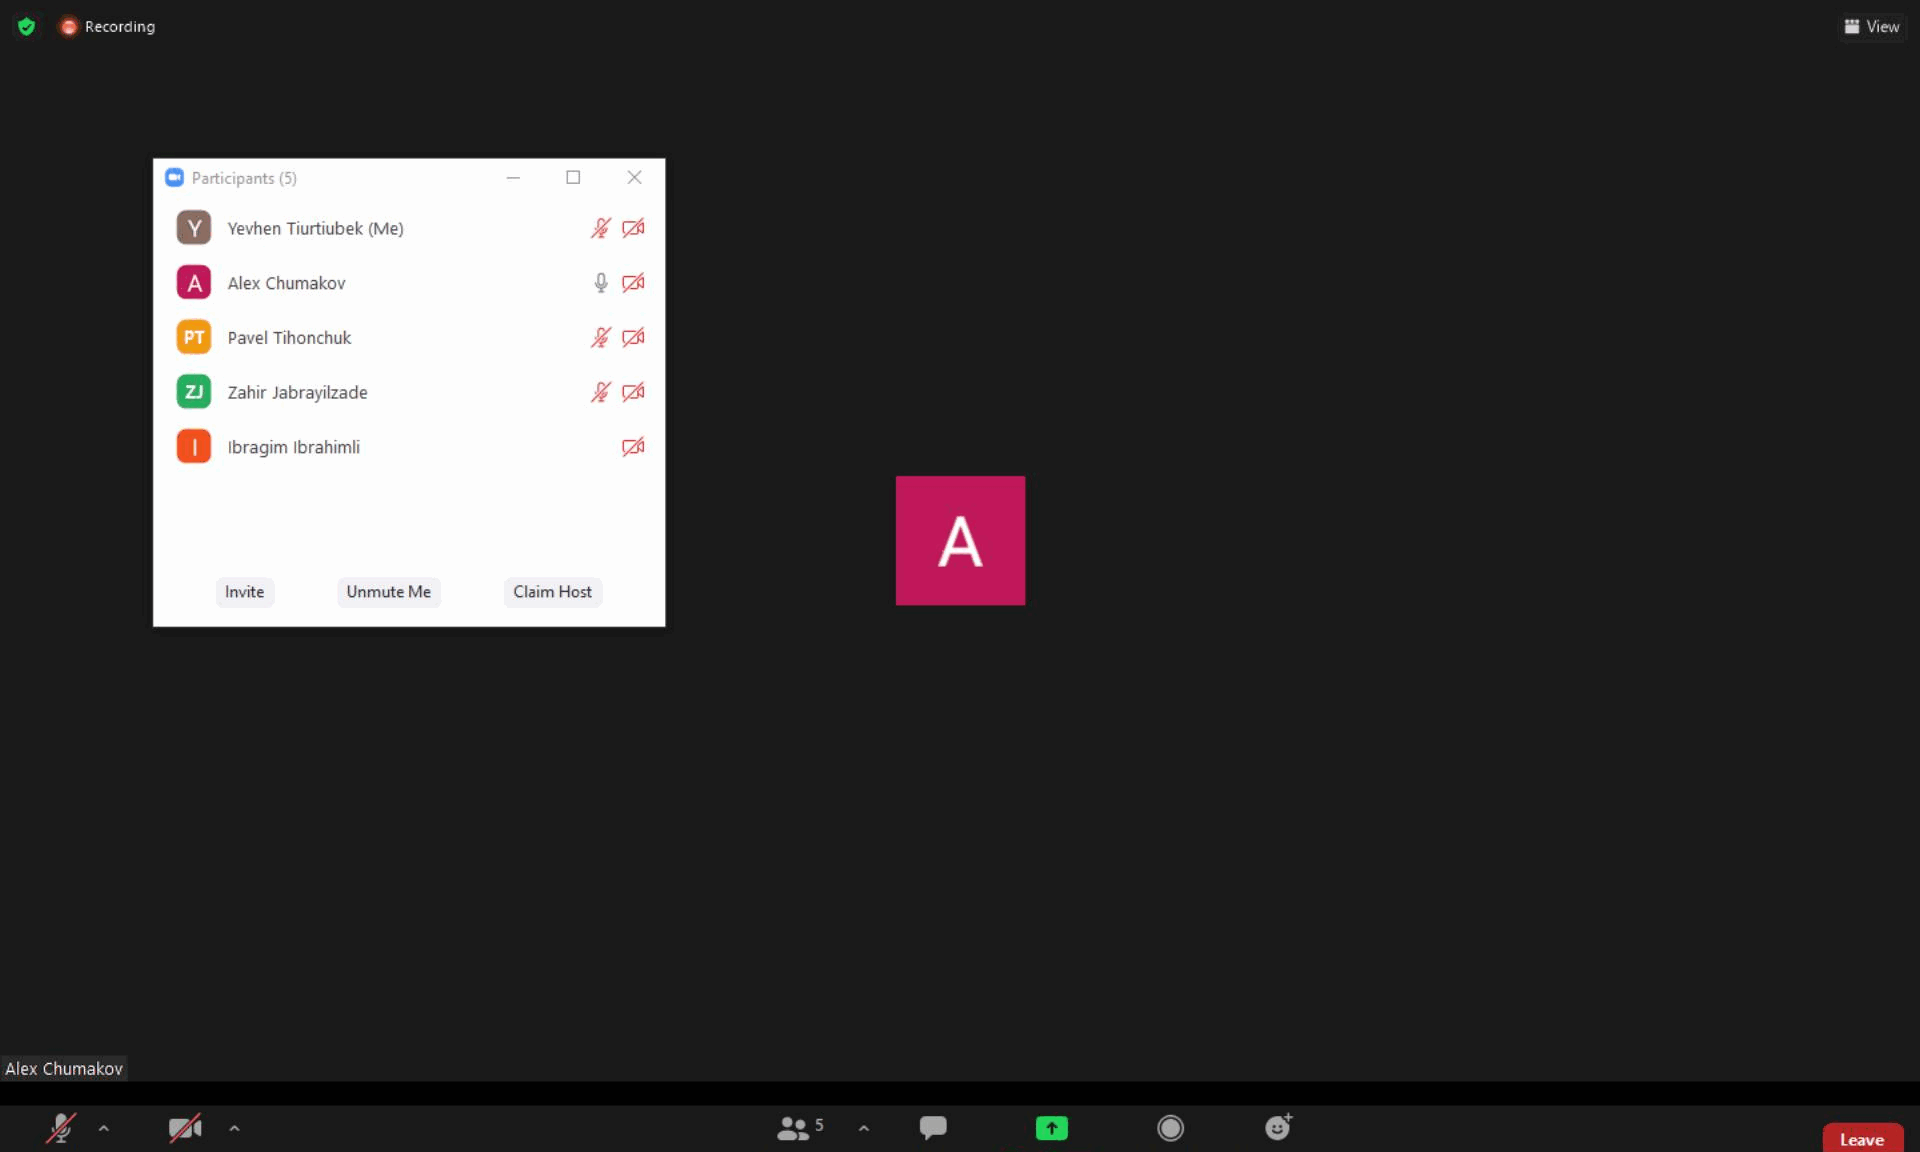 Recording
View
Participants (5)
Y Yevhen Tiurtiubek (Me)
A Alex Chumakov
PT Pavel Tihonchuk
ZJ Zahir Jabrayilzade
I Ibragim Ibrahimli
Invite Unmute Me Claim Host
A
Alex Chumakov
5
Leave